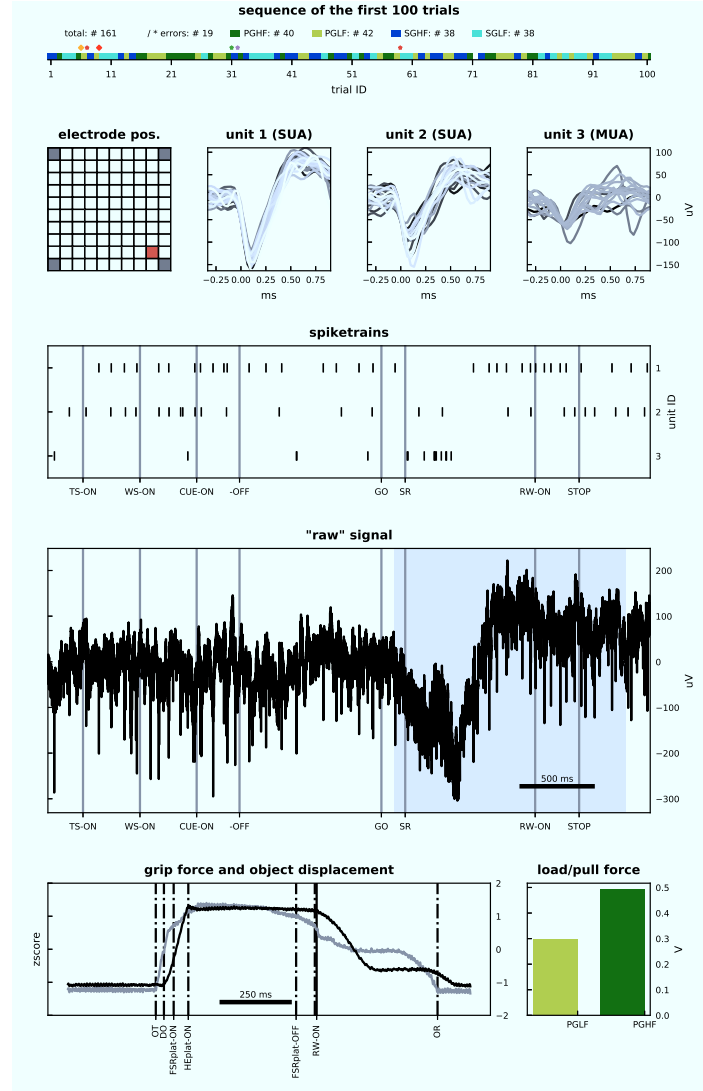 sequence of the first 100 trials
total: # 161 / * errors: # 19 PGHF: # 40 PGLF: # 42 SGHF: # 38 SGLF: # 38
1 11 21 31 41 51 61 71 81 91 100
trial ID
electrode pos. unit 1 (SUA) unit 2 (SUA) unit 3 (MUA)
100
50
0
−50
−100
−150
uV
−0.25 0.00 0.25 0.50 0.75 −0.25 0.00 0.25 0.50 0.75 −0.25 0.00 0.25 0.50 0.75
ms ms ms
spiketrains
1
2
3
unit ID
TS-ON WS-ON CUE-ON -OFF GO SR RW-ON STOP
"raw" signal
200
100
0
−100
−200
−300
uV
500 ms
TS-ON WS-ON CUE-ON -OFF GO SR RW-ON STOP
grip force and object displacement load/pull force
zscore
2
1
0
−1
−2
250 ms
0.5
0.4
0.3
0.2
0.1
0.0
V
OT DO FSRplat-ON HEplat-ON FSRplat-OFF RW-ON OR
PGLF PGHF